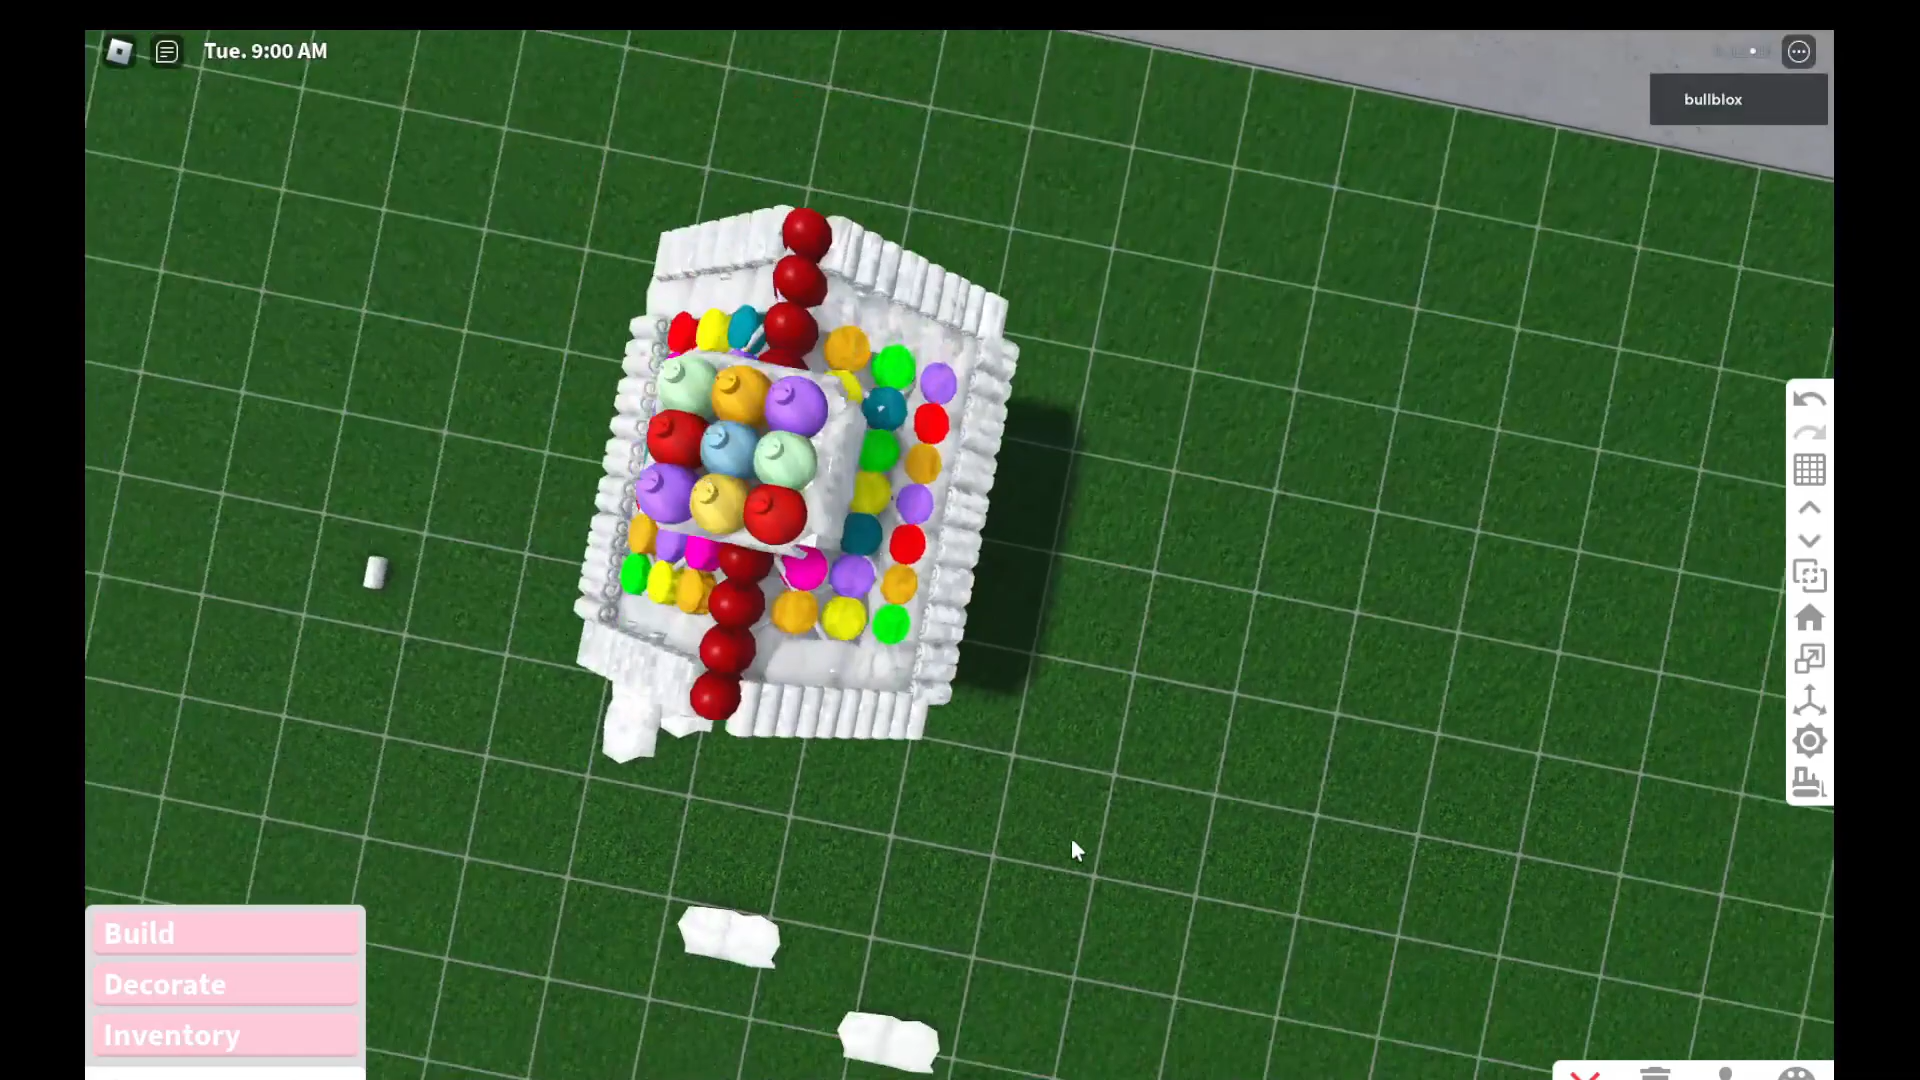 Tue. 9:00 AM
bullblox
Build
Decorate
Inventory